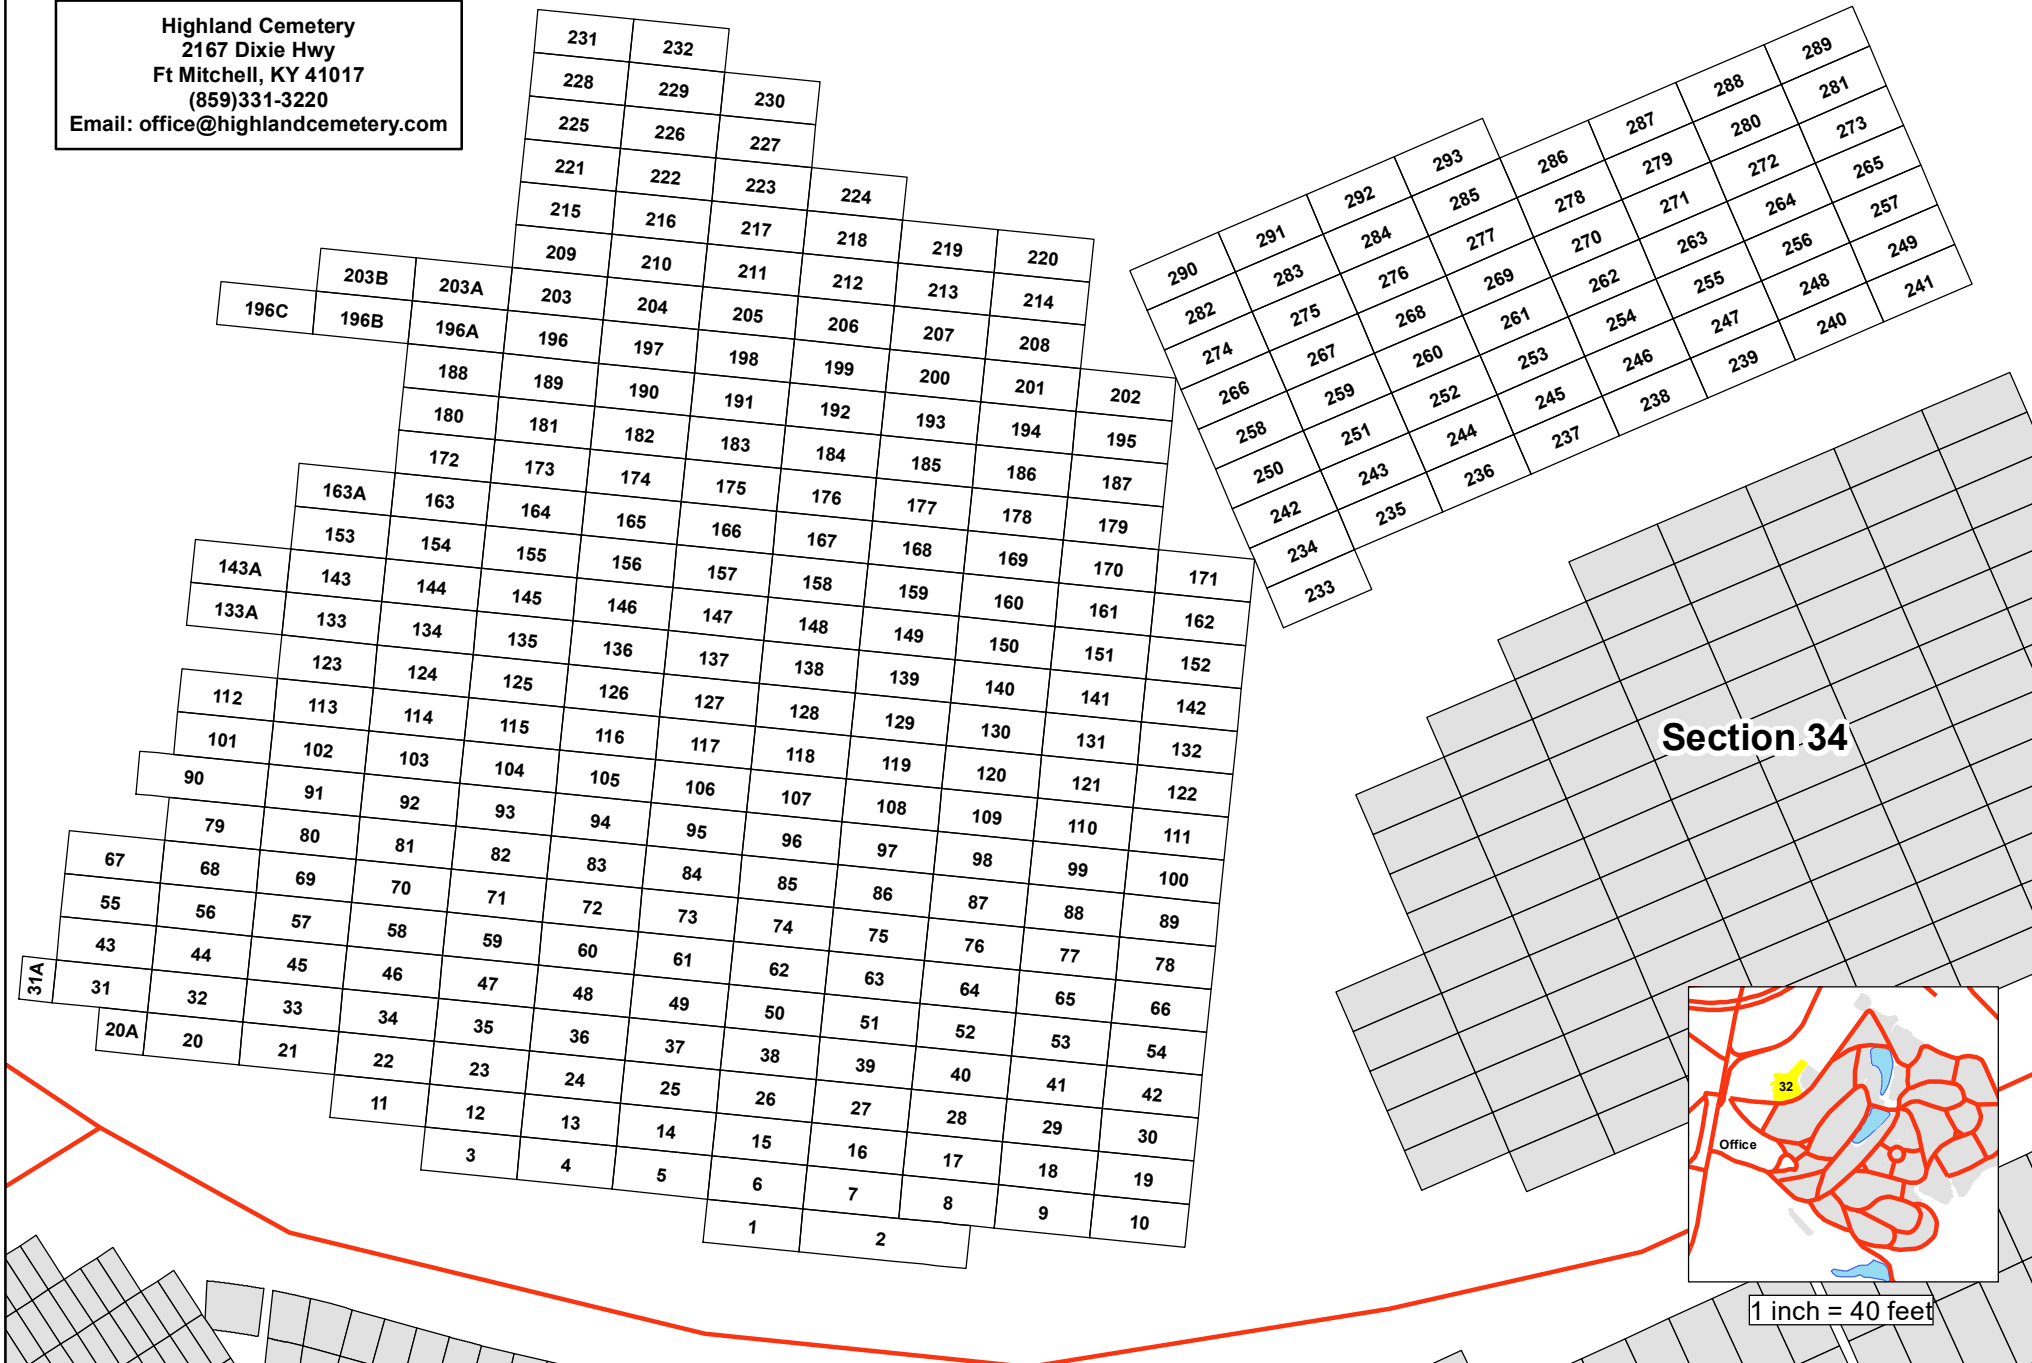 Highland Cemetery
2167 Dixie Hwy
Ft Mitchell, KY 41017
(859)331-3220
Email: office@highlandcemetery.com
231 232
228 229 230
225 226 227
221 222 223 224
215 216 217 218 219 220
209 210 211 212 213 214
203B 203A 203 204 205 206 207 208
196C 196B 196A 196 197 198 199 200 201 202
188 189 190 191 192 193 194 195
180 181 182 183 184 185 186 187
172 173 174 175 176 177 178 179
163A 163 164 165 166 167 168 169 170 171
153 154 155 156 157 158 159 160 161 162
143A 143 144 145 146 147 148 149 150 151 152
133A 133 134 135 136 137 138 139 140 141 142
123 124 125 126 127 128 129 130 131 132
112 113 114 115 116 117 118 119 120 121 122
101 102 103 104 105 106 107 108 109 110 111
90 91 92 93 94 95 96 97 98 99 100
79 80 81 82 83 84 85 86 87 88 89
67 68 69 70 71 72 73 74 75 76 77 78
55 56 57 58 59 60 61 62 63 64 65 66
43 44 45 46 47 48 49 50 51 52 53 54
31A 31 32 33 34 35 36 37 38 39 40 41 42
20A 20 21 22 23 24 25 26 27 28 29 30
11 12 13 14 15 16 17 18 19
3 4 5 6 7 8 9 10
1 2
290 291 292 293
282 283 284 285 286 287 288 289
274 275 276 277 278 279 280 281
266 267 268 269 270 271 272 273
258 259 260 261 262 263 264 265
250 251 252 253 254 255 256 257
242 243 244 245 246 247 248 249
234 235 236 237 238 239 240 241
233
Section 34
32
Office
1 inch = 40 feet